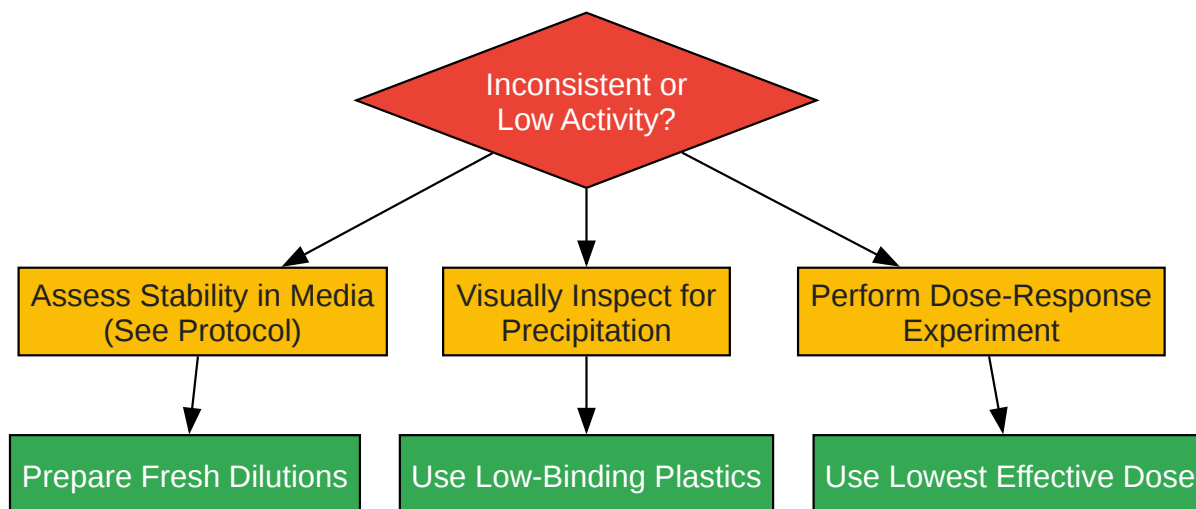 Inconsistent or
Low Activity?
Assess Stability in Media
(See Protocol)
Visually Inspect for
Precipitation
Perform Dose-Response
Experiment
Prepare Fresh Dilutions
Use Low-Binding Plastics
Use Lowest Effective Dose